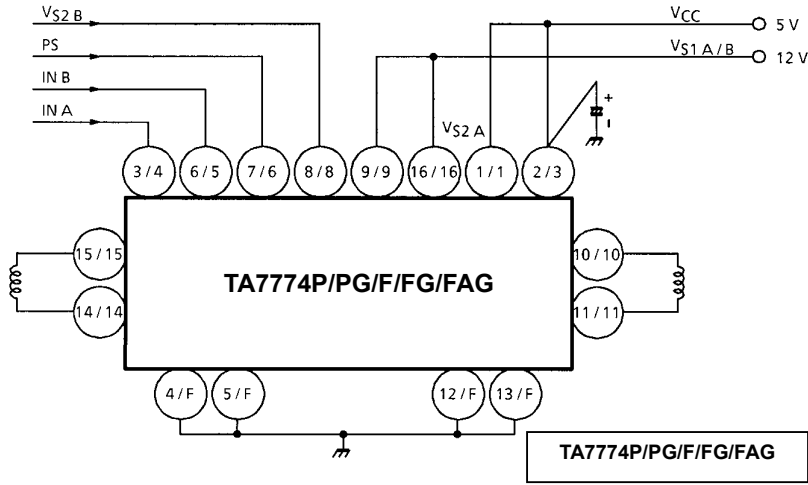 VS2 B
PS
IN B
IN A
VCC
5 V
VS1 A/B
12 V
VS2 A
+
-
3/4
6/5
7/6
8/8
9/9
16/16
1/1
2/3
15/15
14/14
TA7774P/PG/F/FG/FAG
10/10
11/11
4/F
5/F
12/F
13/F
TA7774P/PG/F/FG/FAG